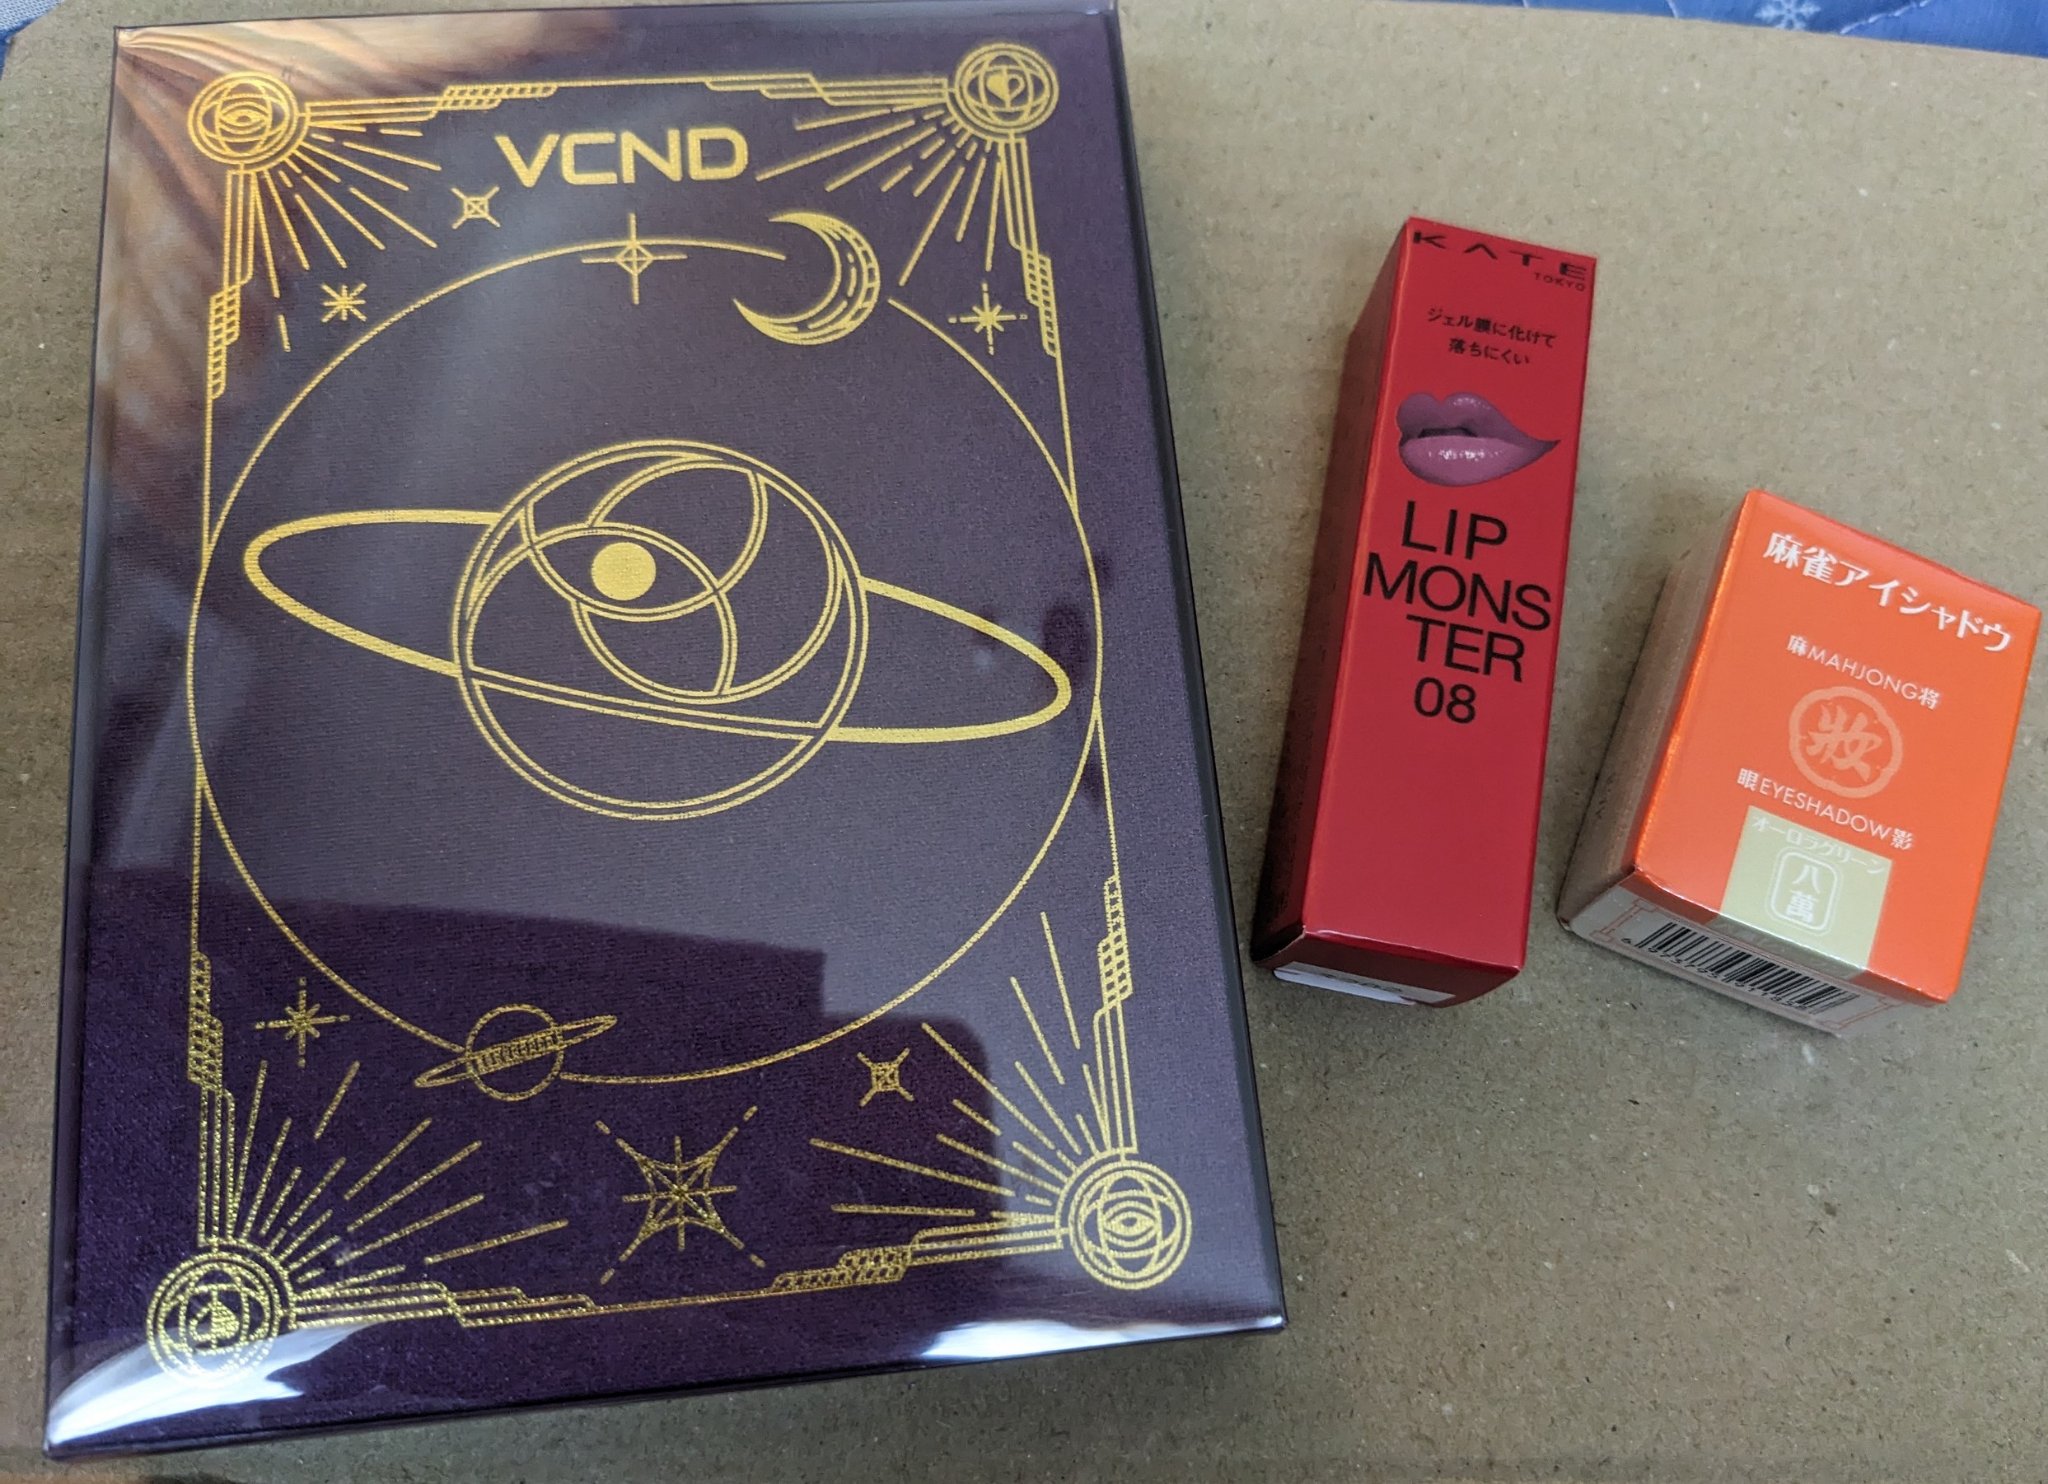 VCND
KATE
TOKYO
ジェル膜に化けて
落ちにくい
LIP
MONS
TER
08
麻雀アイシャドウ
麻MAHJONG将
妝
眼EYESHADOW影
オーロラグリーン
八
萬